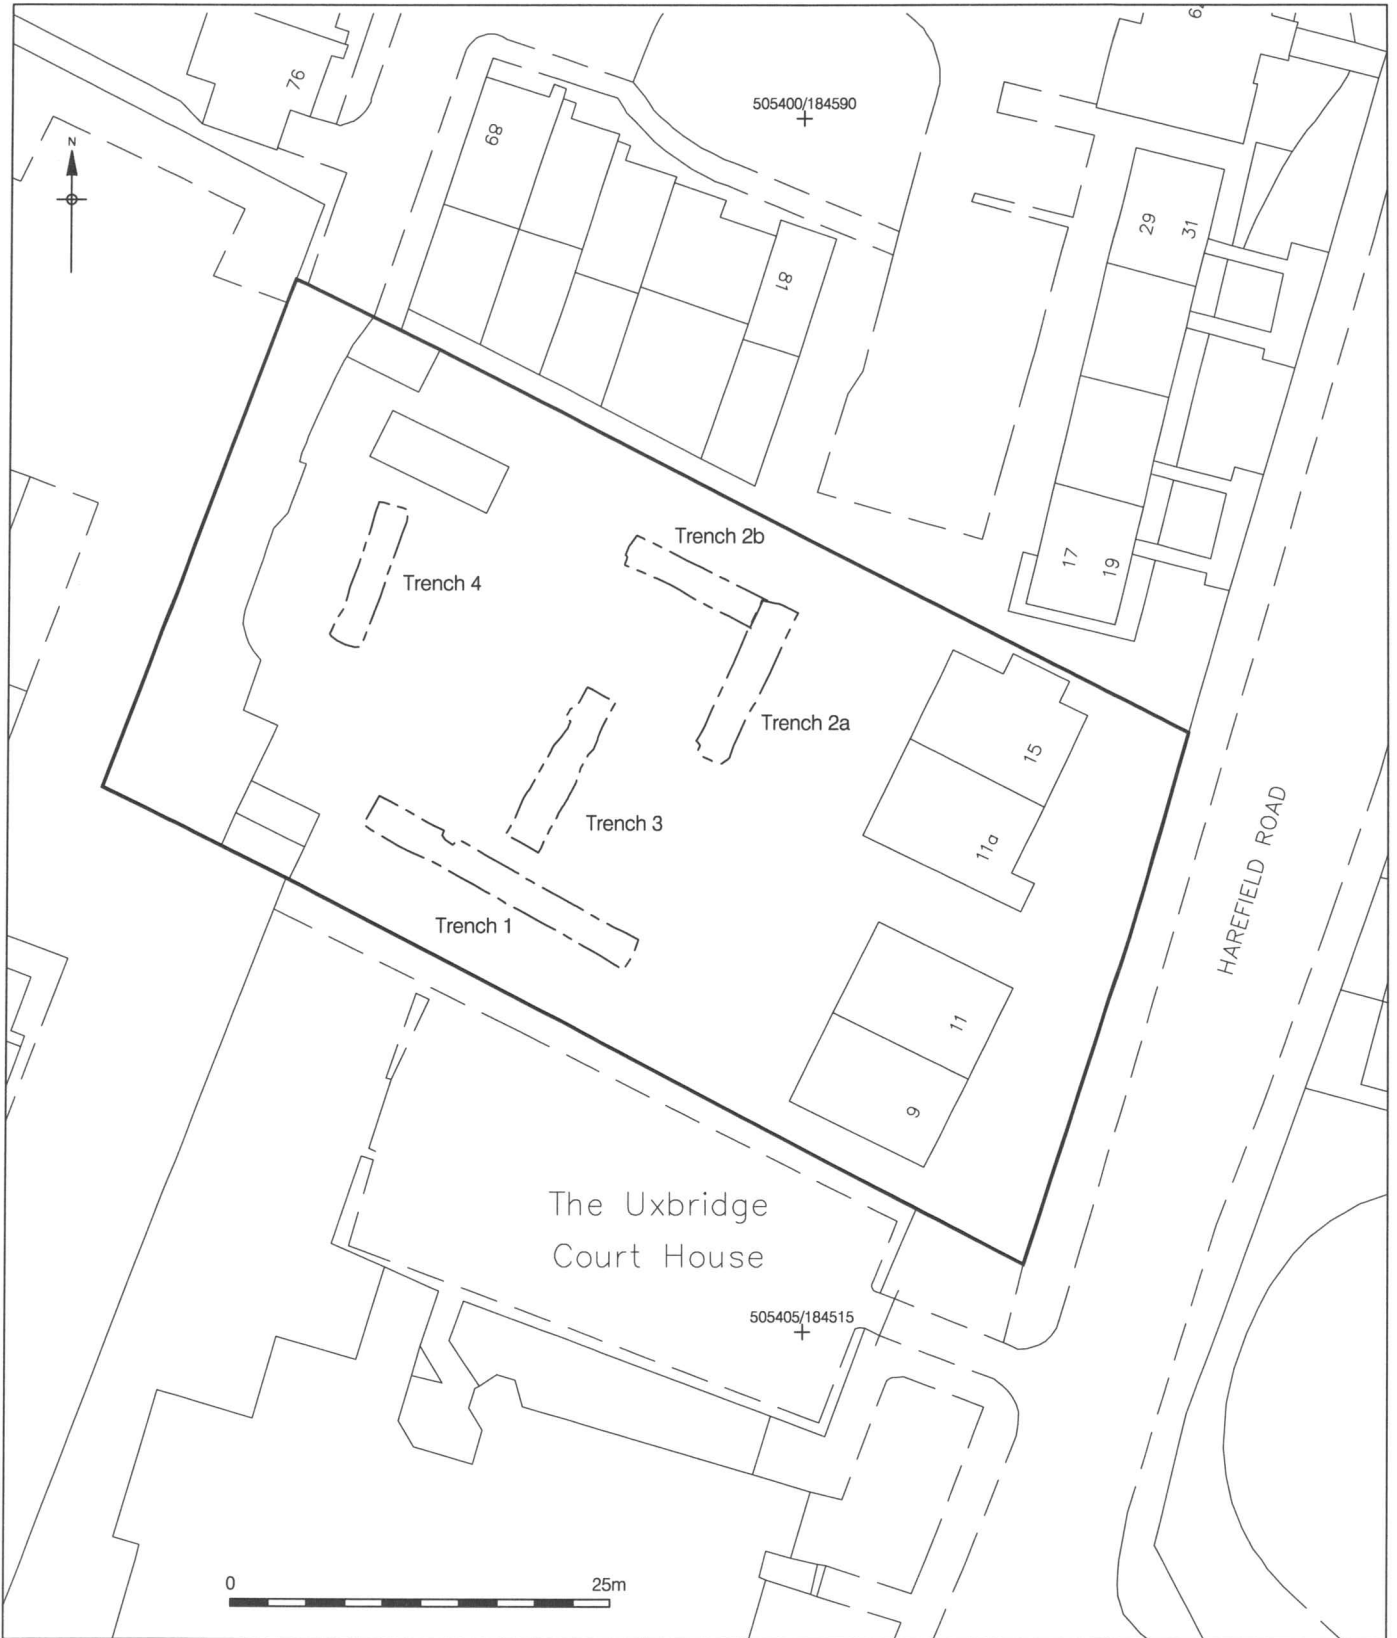 76
N
505400/184590
89
29
31
81
Trench 2b
17
19
Trench 4
Trench 2a
15
Trench 3
11a
HAREFIELD ROAD
Trench 1
11
9
The Uxbridge
Court House
505405/184515
0
25m